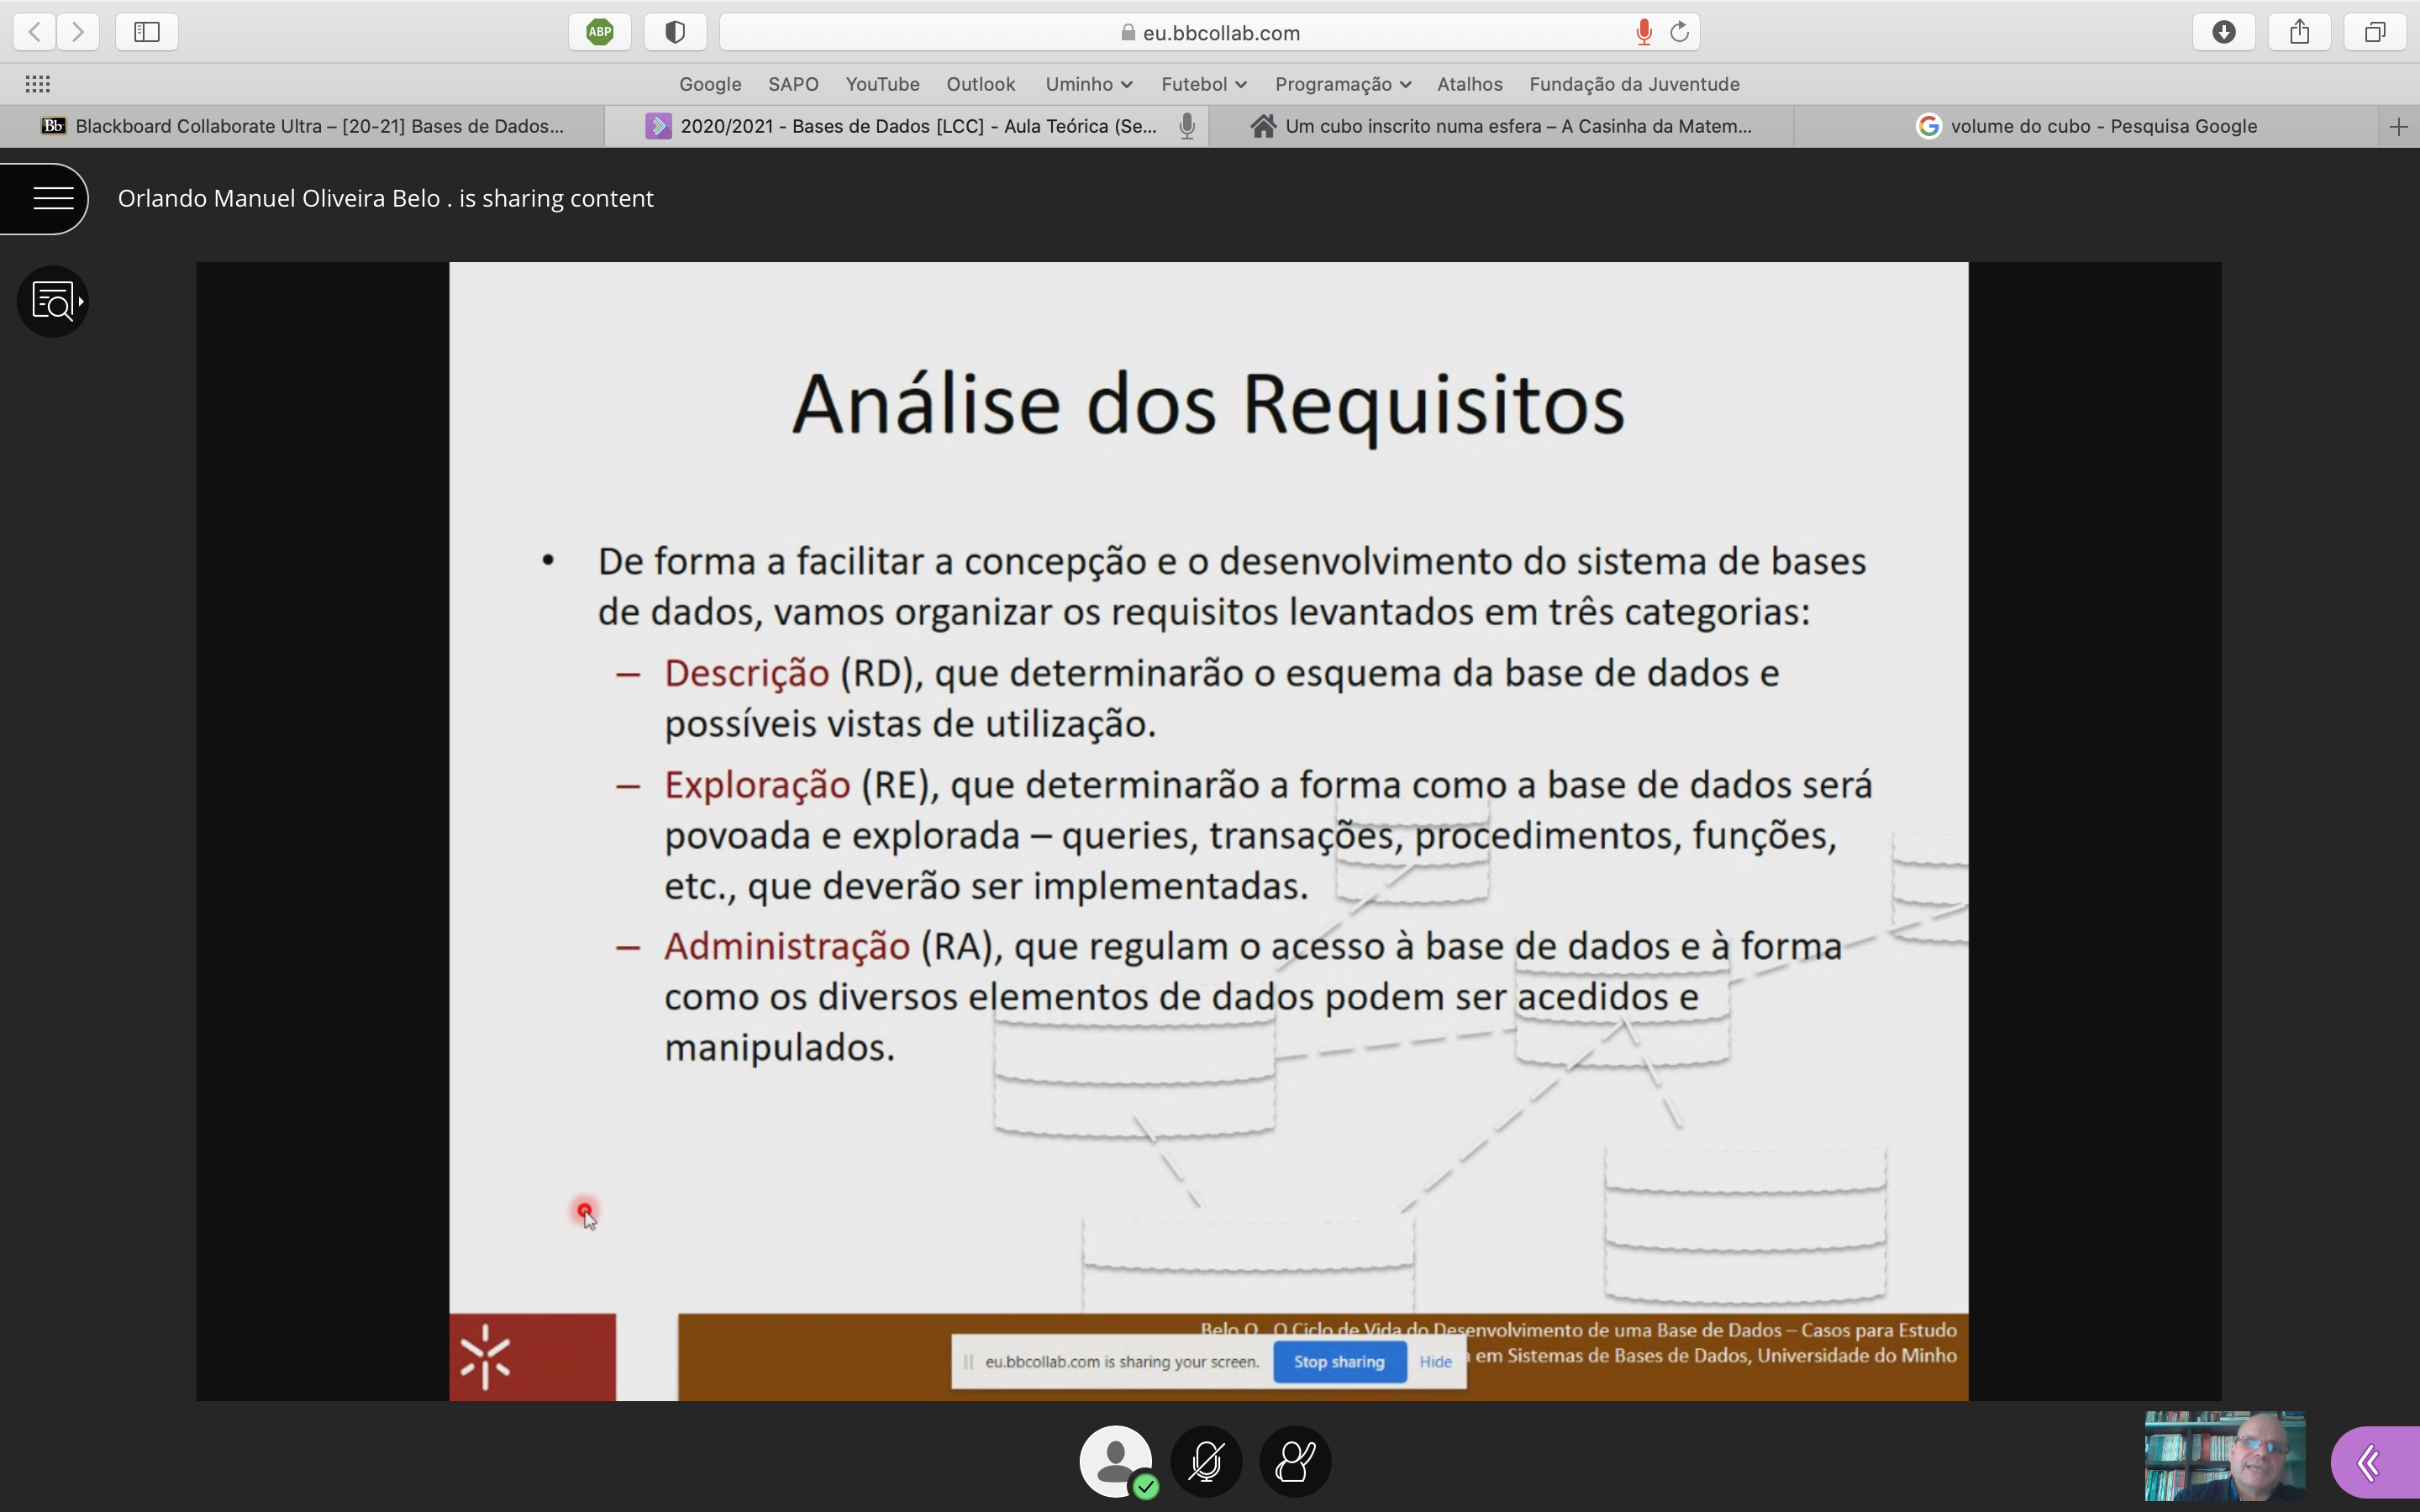 eu.bbcollab.com
ABP
Google SAPO YouTube Outlook Uminho Futebol Programação Atalhos Fundação da Juventude
Bb Blackboard Collaborate Ultra – [20-21] Bases de Dados...
2020/2021 - Bases de Dados [LCC] - Aula Teórica (Se...
Um cubo inscrito numa esfera – A Casinha da Matem...
volume do cubo - Pesquisa Google
Orlando Manuel Oliveira Belo . is sharing content
Análise dos Requisitos
• De forma a facilitar a concepção e o desenvolvimento do sistema de bases
de dados, vamos organizar os requisitos levantados em três categorias:
– Descrição (RD), que determinarão o esquema da base de dados e
possíveis vistas de utilização.
– Exploração (RE), que determinarão a forma como a base de dados será
povoada e explorada – queries, transações, procedimentos, funções,
etc., que deverão ser implementadas.
– Administração (RA), que regulam o acesso à base de dados e à forma
como os diversos elementos de dados podem ser acedidos e
manipulados.
Belo O., O Ciclo de Vida do Desenvolvimento de uma Base de Dados – Casos para Estudo
em Sistemas de Bases de Dados, Universidade do Minho
eu.bbcollab.com is sharing your screen. Stop sharing Hide